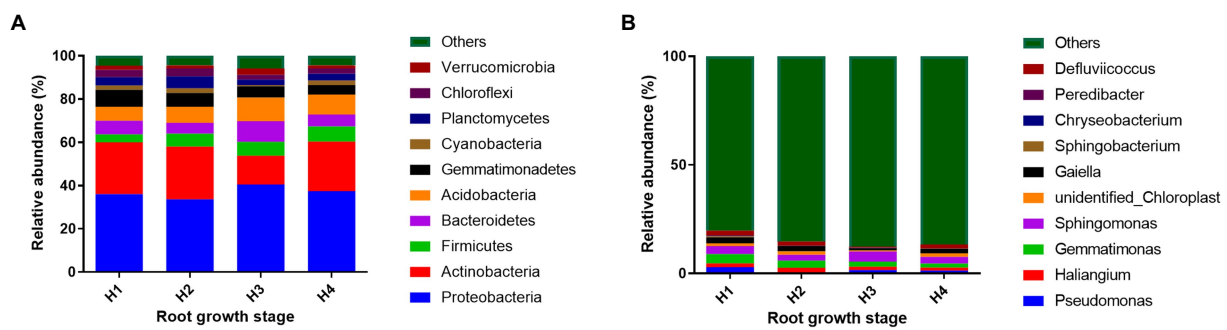 A
Relative abundance (%)
100
80
60
40
20
0
H1
H2
H3
H4
Root growth stage
Others
Verrucomicrobia
Chloroflexi
Planctomycetes
Cyanobacteria
Gemmatimonadetes
Acidobacteria
Bacteroidetes
Firmicutes
Actinobacteria
Proteobacteria
B
Relative abundance (%)
100
50
0
H1
H2
H3
H4
Root growth stage
Others
Defluviicoccus
Peredibacter
Chryseobacterium
Sphingobacterium
Gaiella
unidentified_Chloroplast
Sphingomonas
Gemmatimonas
Haliangium
Pseudomonas